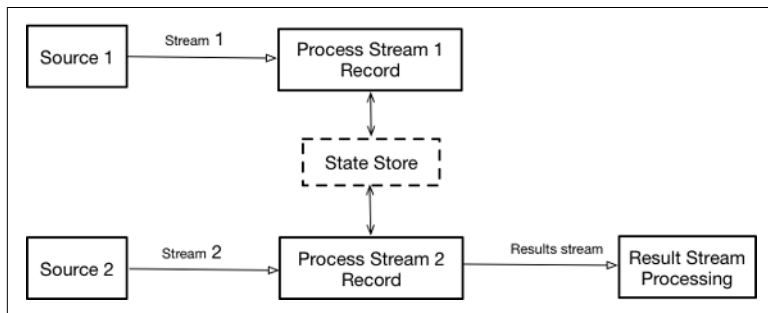 Source 1
Stream 1
Process Stream 1
Record
State Store
Source 2
Stream 2
Process Stream 2
Record
Results stream
Result Stream
Processing